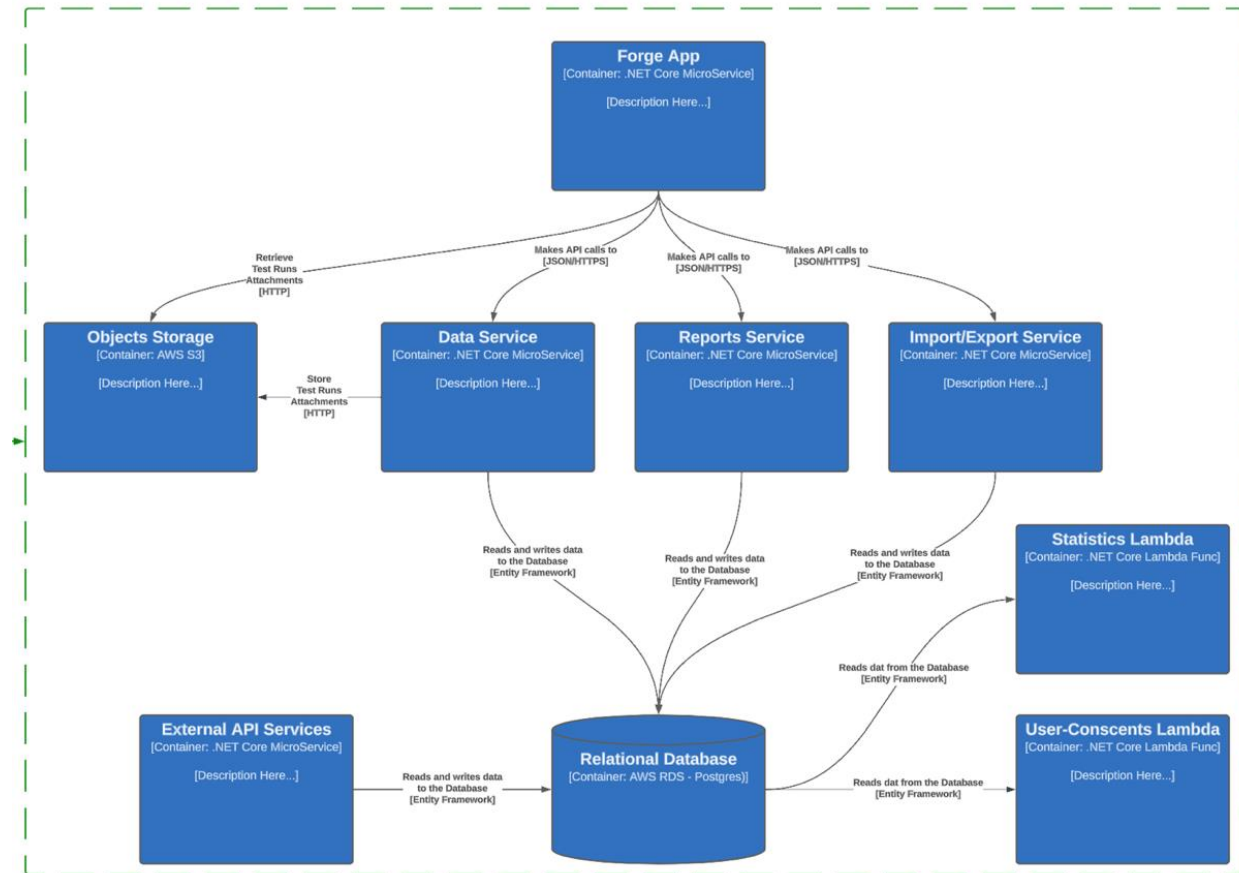 Forge App
[Container: .NET Core MicroService]
[Description Here...]
Retrieve
Test Runs
Attachments
[HTTP]
Makes API calls to
[JSON/HTTPS]
Makes API calls to
[JSON/HTTPS]
Makes API calls to
[JSON/HTTPS]
Objects Storage
[Container: AWS S3]
[Description Here...]
Store
Test Runs
Attachments
[HTTP]
Data Service
[Container: .NET Core MicroService]
[Description Here...]
Reports Service
[Container: .NET Core MicroService]
[Description Here...]
Import/Export Service
[Container: .NET Core MicroService]
[Description Here...]
Reads and writes data
to the Database
[Entity Framework]
Reads and writes data
to the Database
[Entity Framework]
Reads and writes data
to the Database
[Entity Framework]
Statistics Lambda
[Container: .NET Core Lambda Func]
[Description Here...]
Reads dat from the Database
[Entity Framework]
External API Services
[Container: .NET Core MicroService]
[Description Here...]
Reads and writes data
to the Database
[Entity Framework]
Relational Database
[Container: AWS RDS - Postgres)]
Reads dat from the Database
[Entity Framework]
User-Conscents Lambda
[Container: .NET Core Lambda Func]
[Description Here...]